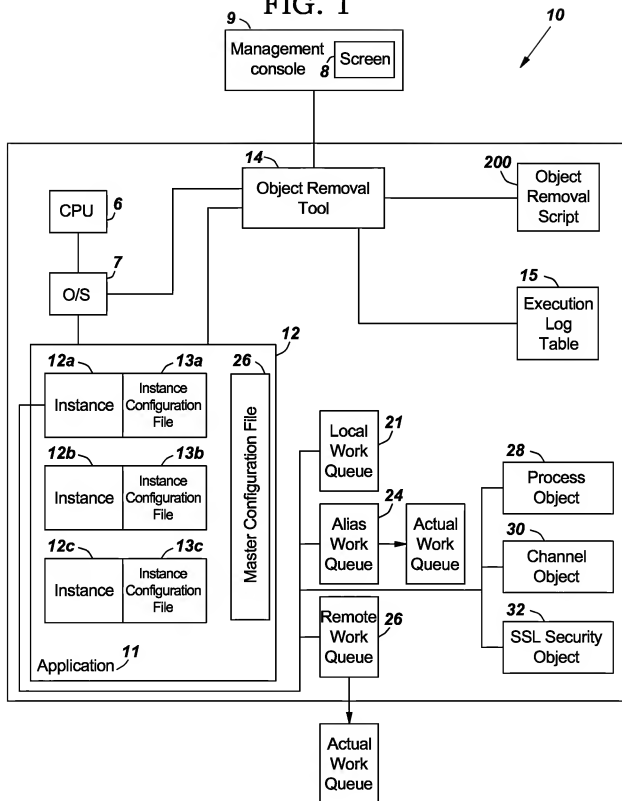 FIG. 1
9
10
Management
console
8
Screen
14
Object Removal
Tool
200
Object
Removal
Script
CPU
6
7
O/S
15
Execution
Log
Table
12
12a
13a
26
Instance
Instance
Configuration
File
12b
13b
Instance
Instance
Configuration
File
12c
13c
Instance
Instance
Configuration
File
Master Configuration File
Application
11
Local
Work
Queue
21
Alias
Work
Queue
24
Actual
Work
Queue
Remote
Work
Queue
26
Actual
Work
Queue
28
Process
Object
30
Channel
Object
32
SSL Security
Object